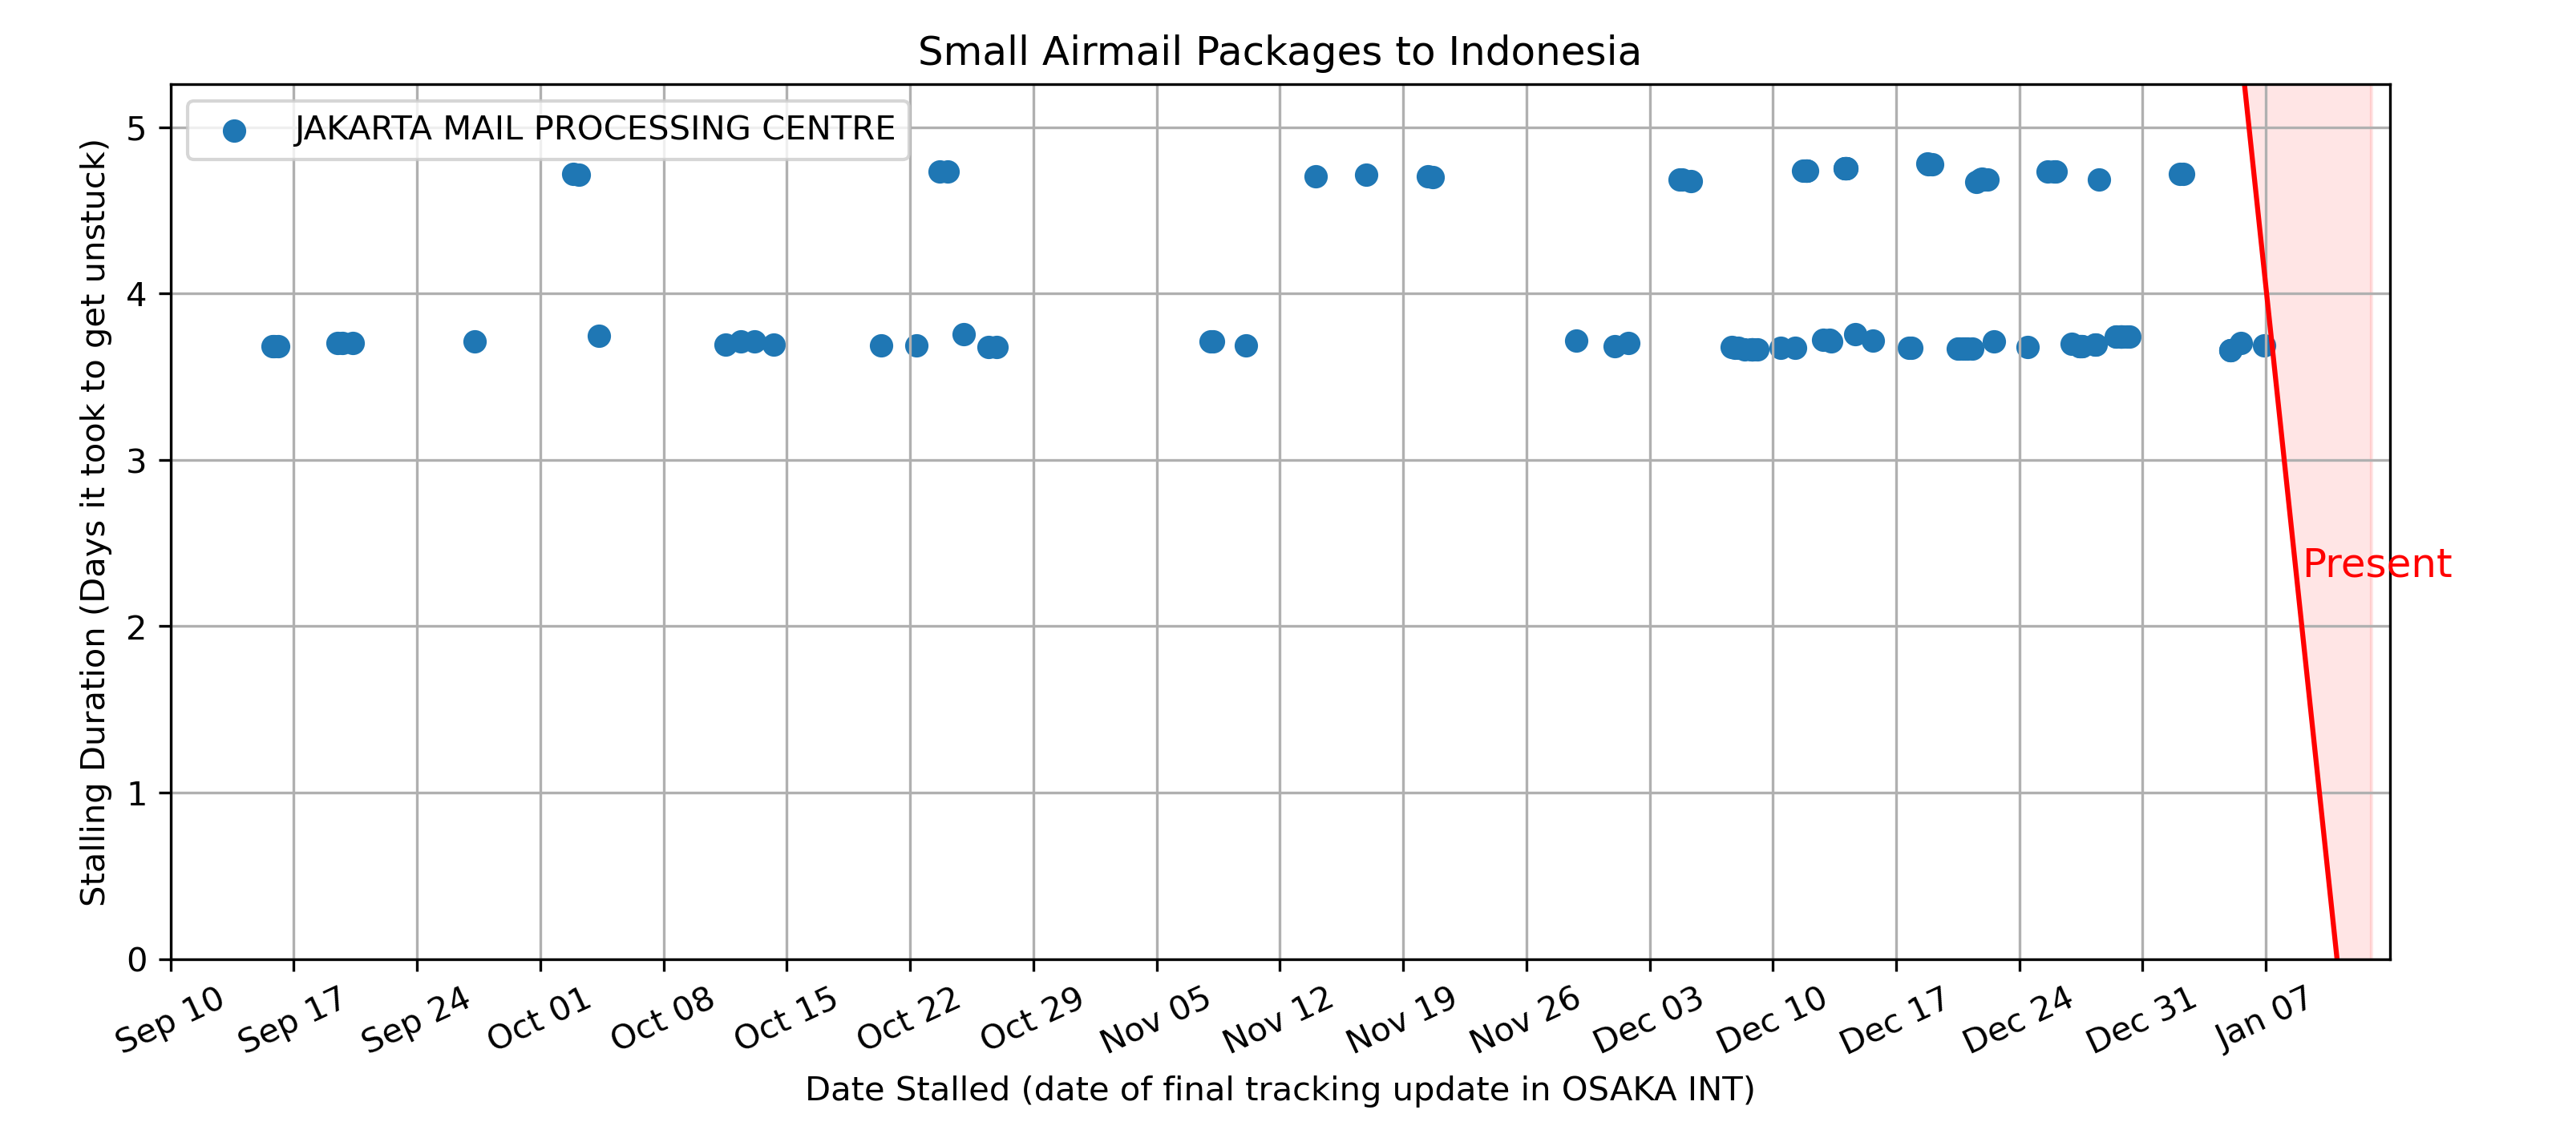 Small Airmail Packages to Indonesia
JAKARTA MAIL PROCESSING CENTRE
Stalling Duration (Days it took to get unstuck)
5
4
3
2
1
0
Present
Sep 10
Sep 17
Sep 24
Oct 01
Oct 08
Oct 15
Oct 22
Oct 29
Nov 05
Nov 12
Nov 19
Nov 26
Dec 03
Dec 10
Dec 17
Dec 24
Dec 31
Jan 07
Date Stalled (date of final tracking update in OSAKA INT)